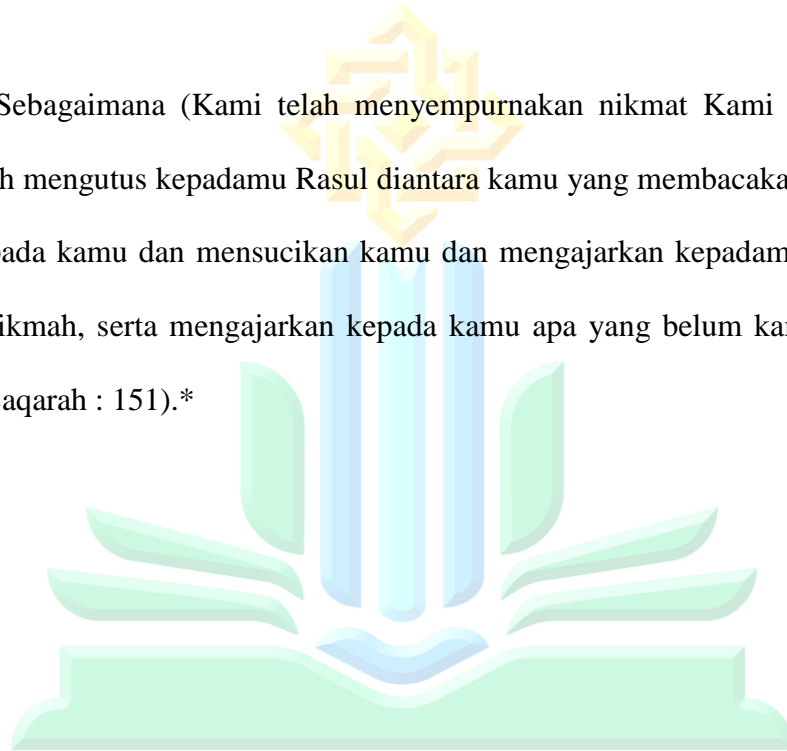 Sebagaimana (Kami telah menyempurnakan nikmat Kami
h mengutus kepadamu Rasul diantara kamu yang membacaka
ada kamu dan mensucikan kamu dan mengajarkan kepadam
ikmah, serta mengajarkan kepada kamu apa yang belum ka
aqarah : 151).*